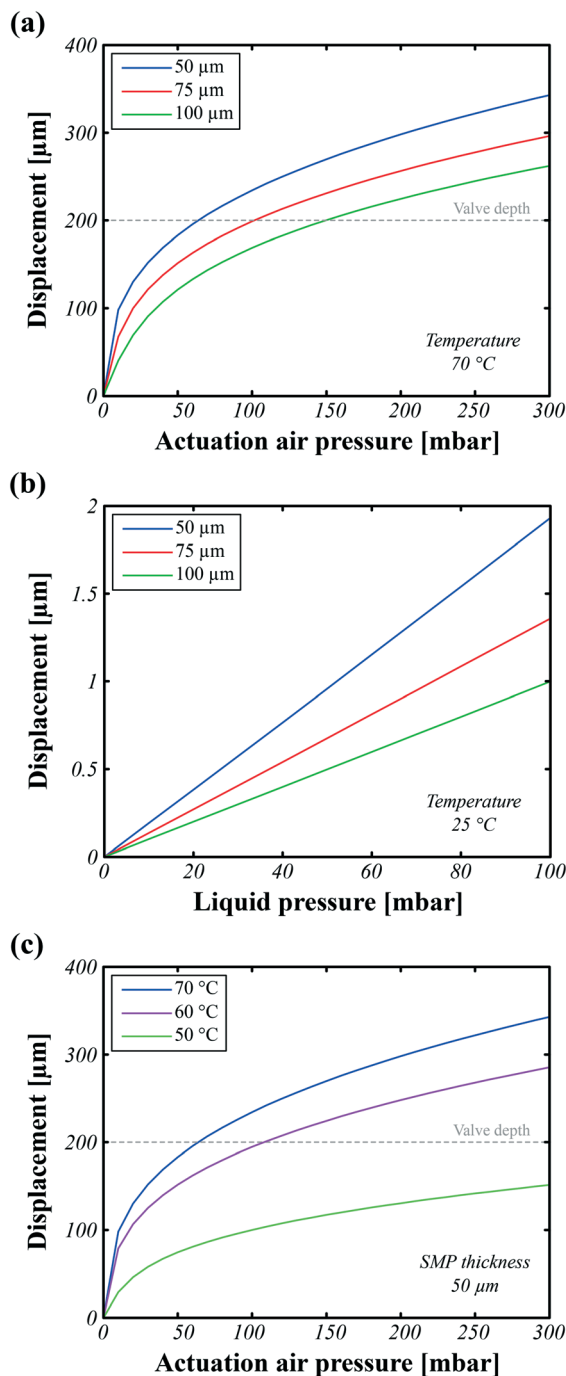 (a)
400
300
200
100
0
Displacement [µm]
50 µm
75 µm
100 µm
Valve depth
Temperature
70 °C
0 50 100 150 200 250 300
Actuation air pressure [mbar]
(b)
2
1.5
1
0.5
0
Displacement [µm]
50 µm
75 µm
100 µm
Temperature
25 °C
0 20 40 60 80 100
Liquid pressure [mbar]
(c)
400
300
200
100
0
Displacement [µm]
70 °C
60 °C
50 °C
Valve depth
SMP thickness
50 µm
0 50 100 150 200 250 300
Actuation air pressure [mbar]